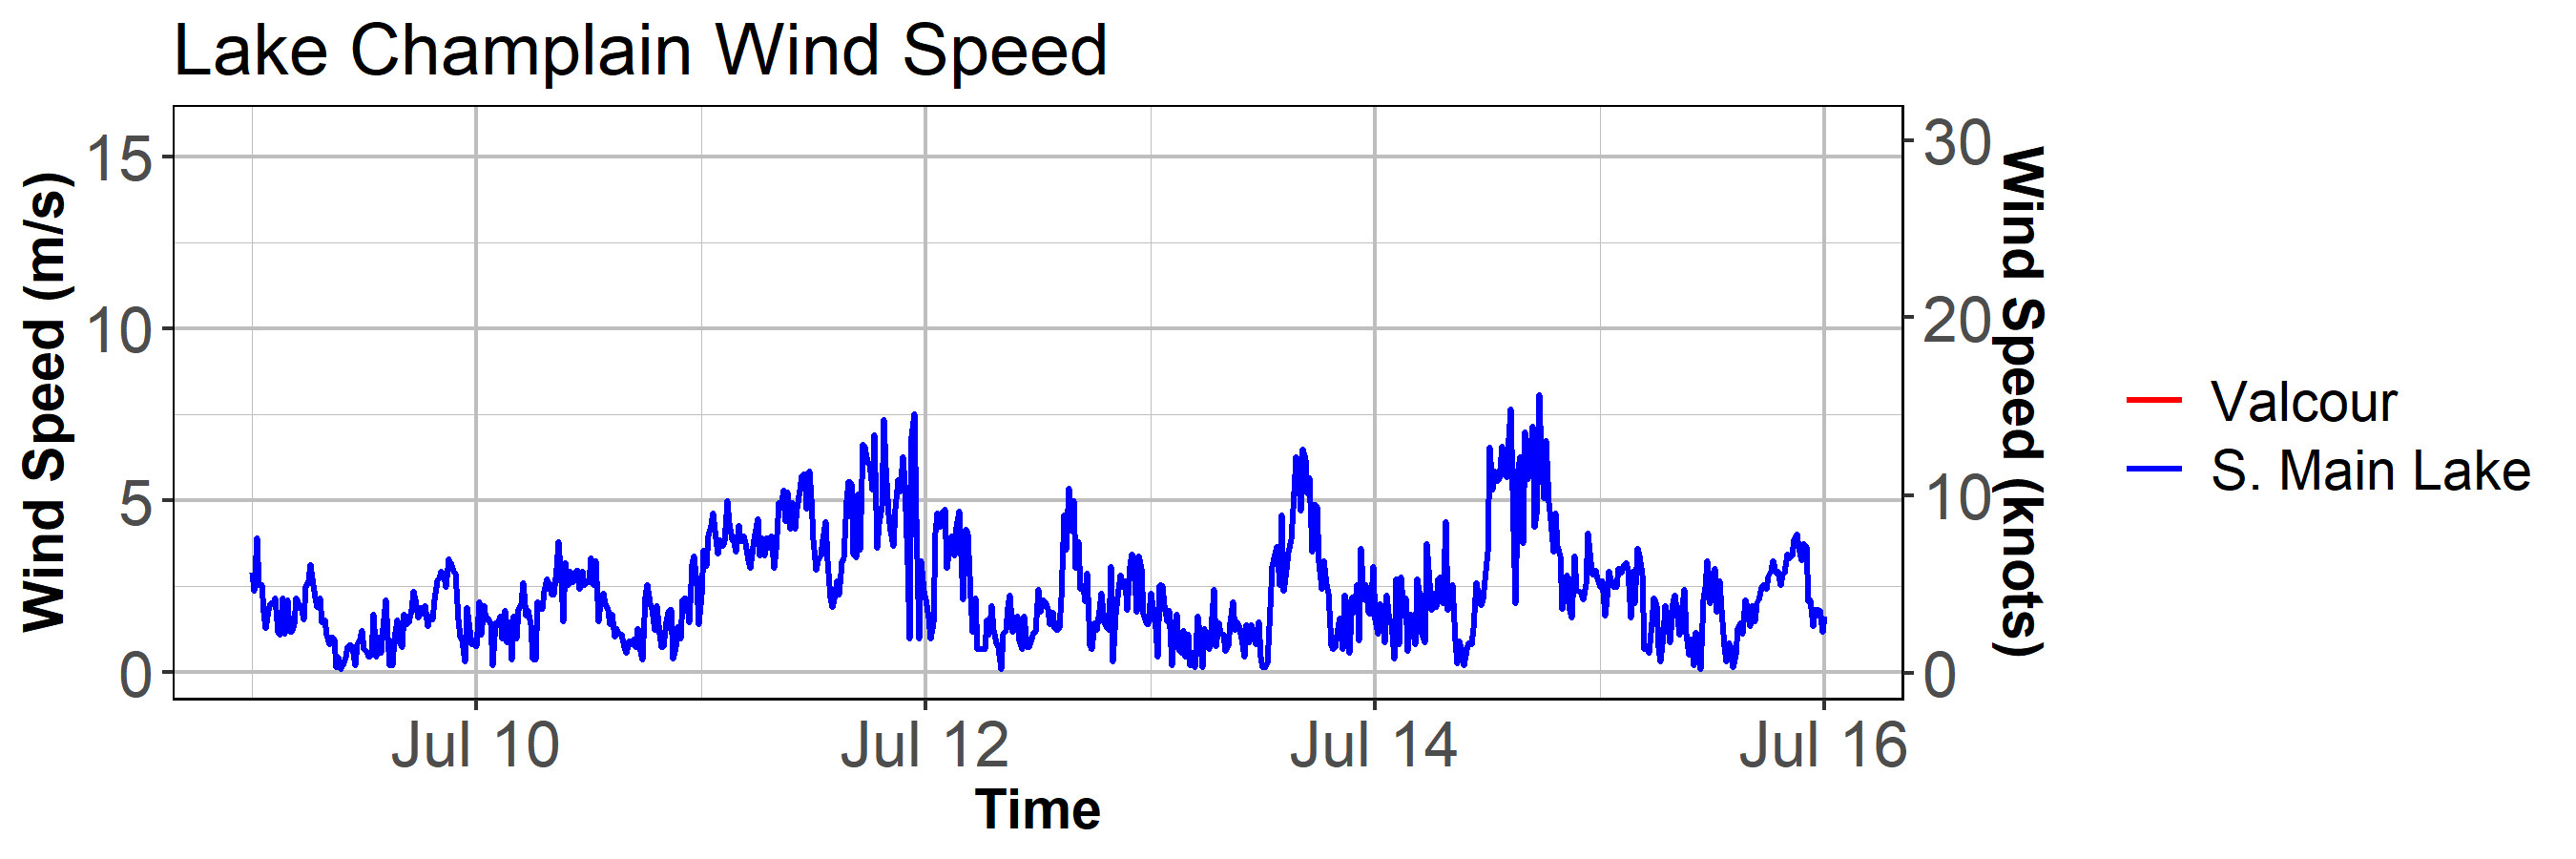 Lake Champlain Wind Speed
Wind Speed (m/s)
15
10
5
0
30
20
10
0
Wind Speed (knots)
Jul 10
Jul 12
Jul 14
Jul 16
Time
Valcour
S. Main Lake